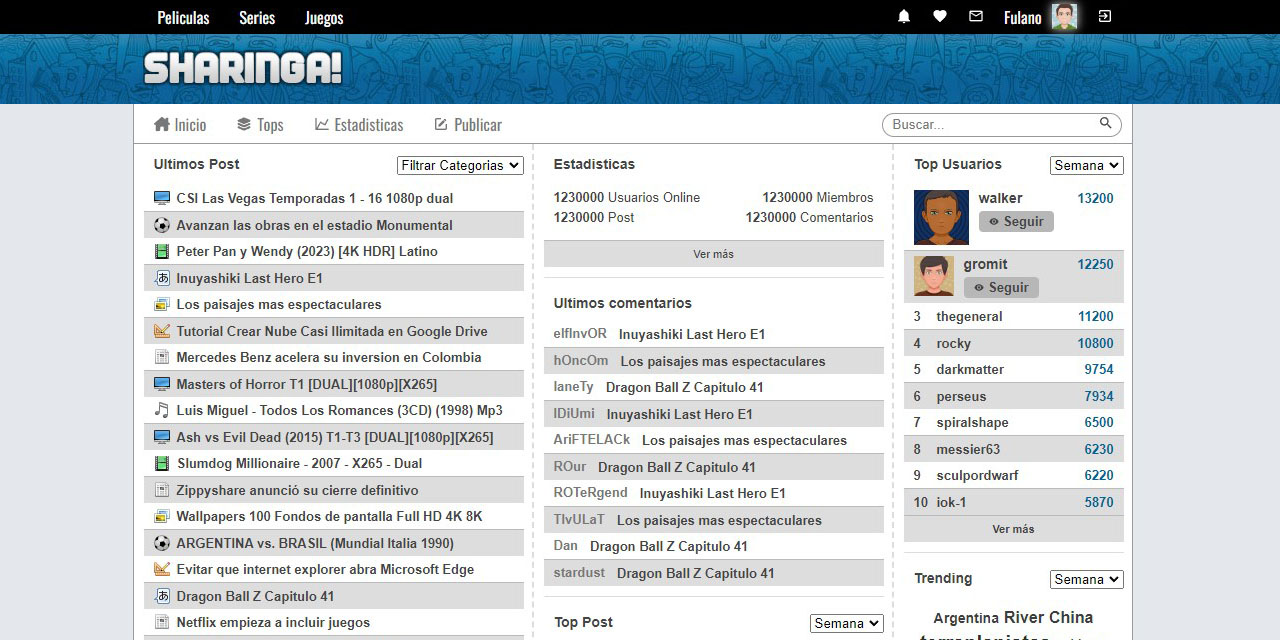 Peliculas Series Juegos Fulano
SHARINGA!
Inicio Tops Estadisticas Publicar Buscar...
Ultimos Post Filtrar Categorias
CSI Las Vegas Temporadas 1 - 16 1080p dual
Avanzan las obras en el estadio Monumental
Peter Pan y Wendy (2023) [4K HDR] Latino
Inuyashiki Last Hero E1
Los paisajes mas espectaculares
Tutorial Crear Nube Casi Ilimitada en Google Drive
Mercedes Benz acelera su inversion en Colombia
Masters of Horror T1 [DUAL][1080p][X265]
Luis Miguel - Todos Los Romances (3CD) (1998) Mp3
Ash vs Evil Dead (2015) T1-T3 [DUAL][1080p][X265]
Slumdog Millionaire - 2007 - X265 - Dual
Zippyshare anunció su cierre definitivo
Wallpapers 100 Fondos de pantalla Full HD 4K 8K
ARGENTINA vs. BRASIL (Mundial Italia 1990)
Evitar que internet explorer abra Microsoft Edge
Dragon Ball Z Capitulo 41
Netflix empieza a incluir juegos
Estadisticas
1230000 Usuarios Online 1230000 Miembros
1230000 Post 1230000 Comentarios
Ver más
Ultimos comentarios
elfInvOR Inuyashiki Last Hero E1
hOncOm Los paisajes mas espectaculares
laneTy Dragon Ball Z Capitulo 41
IDiUmi Inuyashiki Last Hero E1
AriFTELACk Los paisajes mas espectaculares
ROur Dragon Ball Z Capitulo 41
ROTeRgend Inuyashiki Last Hero E1
TIvULaT Los paisajes mas espectaculares
Dan Dragon Ball Z Capitulo 41
stardust Dragon Ball Z Capitulo 41
Top Post Semana
Top Usuarios Semana
walker 13200
Seguir
gromit 12250
Seguir
3 thegeneral 11200
4 rocky 10800
5 darkmatter 9754
6 perseus 7934
7 spiralshape 6500
8 messier63 6230
9 sculpordwarf 6220
10 iok-1 5870
Ver más
Trending Semana
Argentina River China